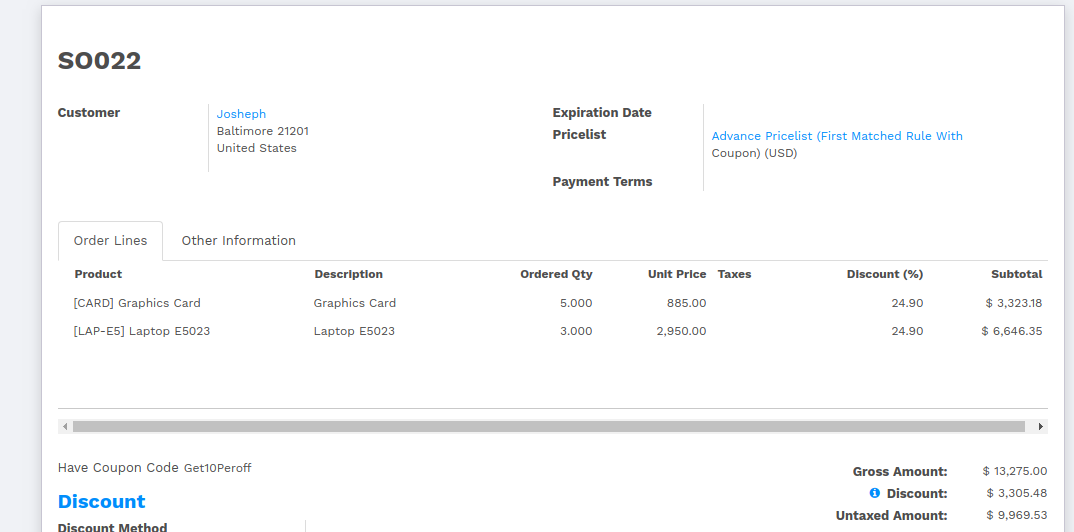 SO022
Customer
Josheph
Baltimore 21201
United States
Expiration Date
Pricelist
Advance Pricelist (First Matched Rule With
Coupon) (USD)
Payment Terms
Order Lines Other Information
Product Description Ordered Qty Unit Price Taxes Discount (%) Subtotal
[CARD] Graphics Card Graphics Card 5.000 885.00 24.90 $ 3,323.18
[LAP-E5] Laptop E5023 Laptop E5023 3.000 2,950.00 24.90 $ 6,646.35
Have Coupon Code Get10Peroff
Discount
Discount Method
Gross Amount: $ 13,275.00
Discount: $ 3,305.48
Untaxed Amount: $ 9,969.53